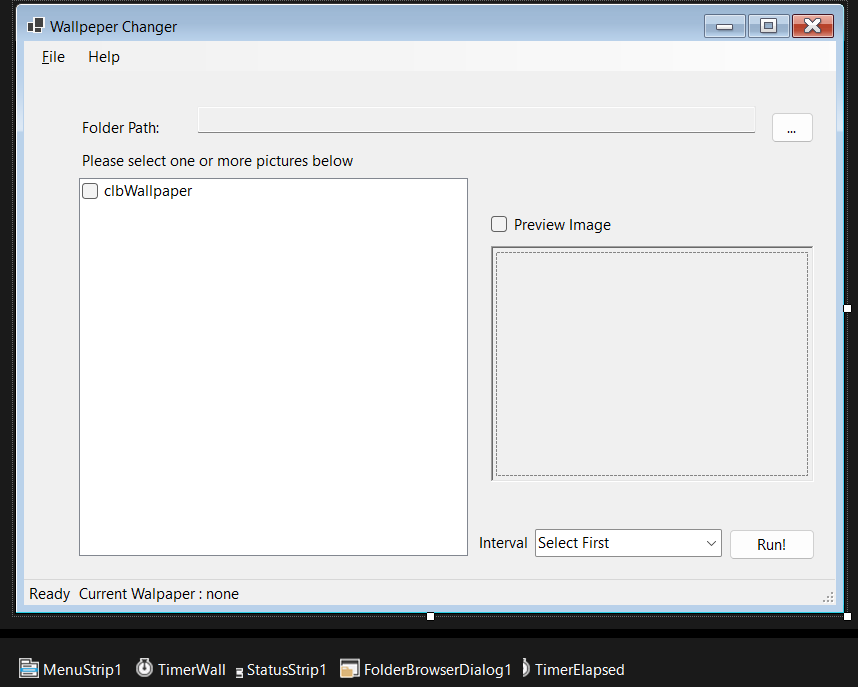 Wallpeper Changer
File Help
Folder Path:
...
Please select one or more pictures below
clbWallpaper
Preview Image
Interval Select First Run!
Ready Current Walpaper : none
MenuStrip1 TimerWall StatusStrip1 FolderBrowserDialog1 TimerElapsed